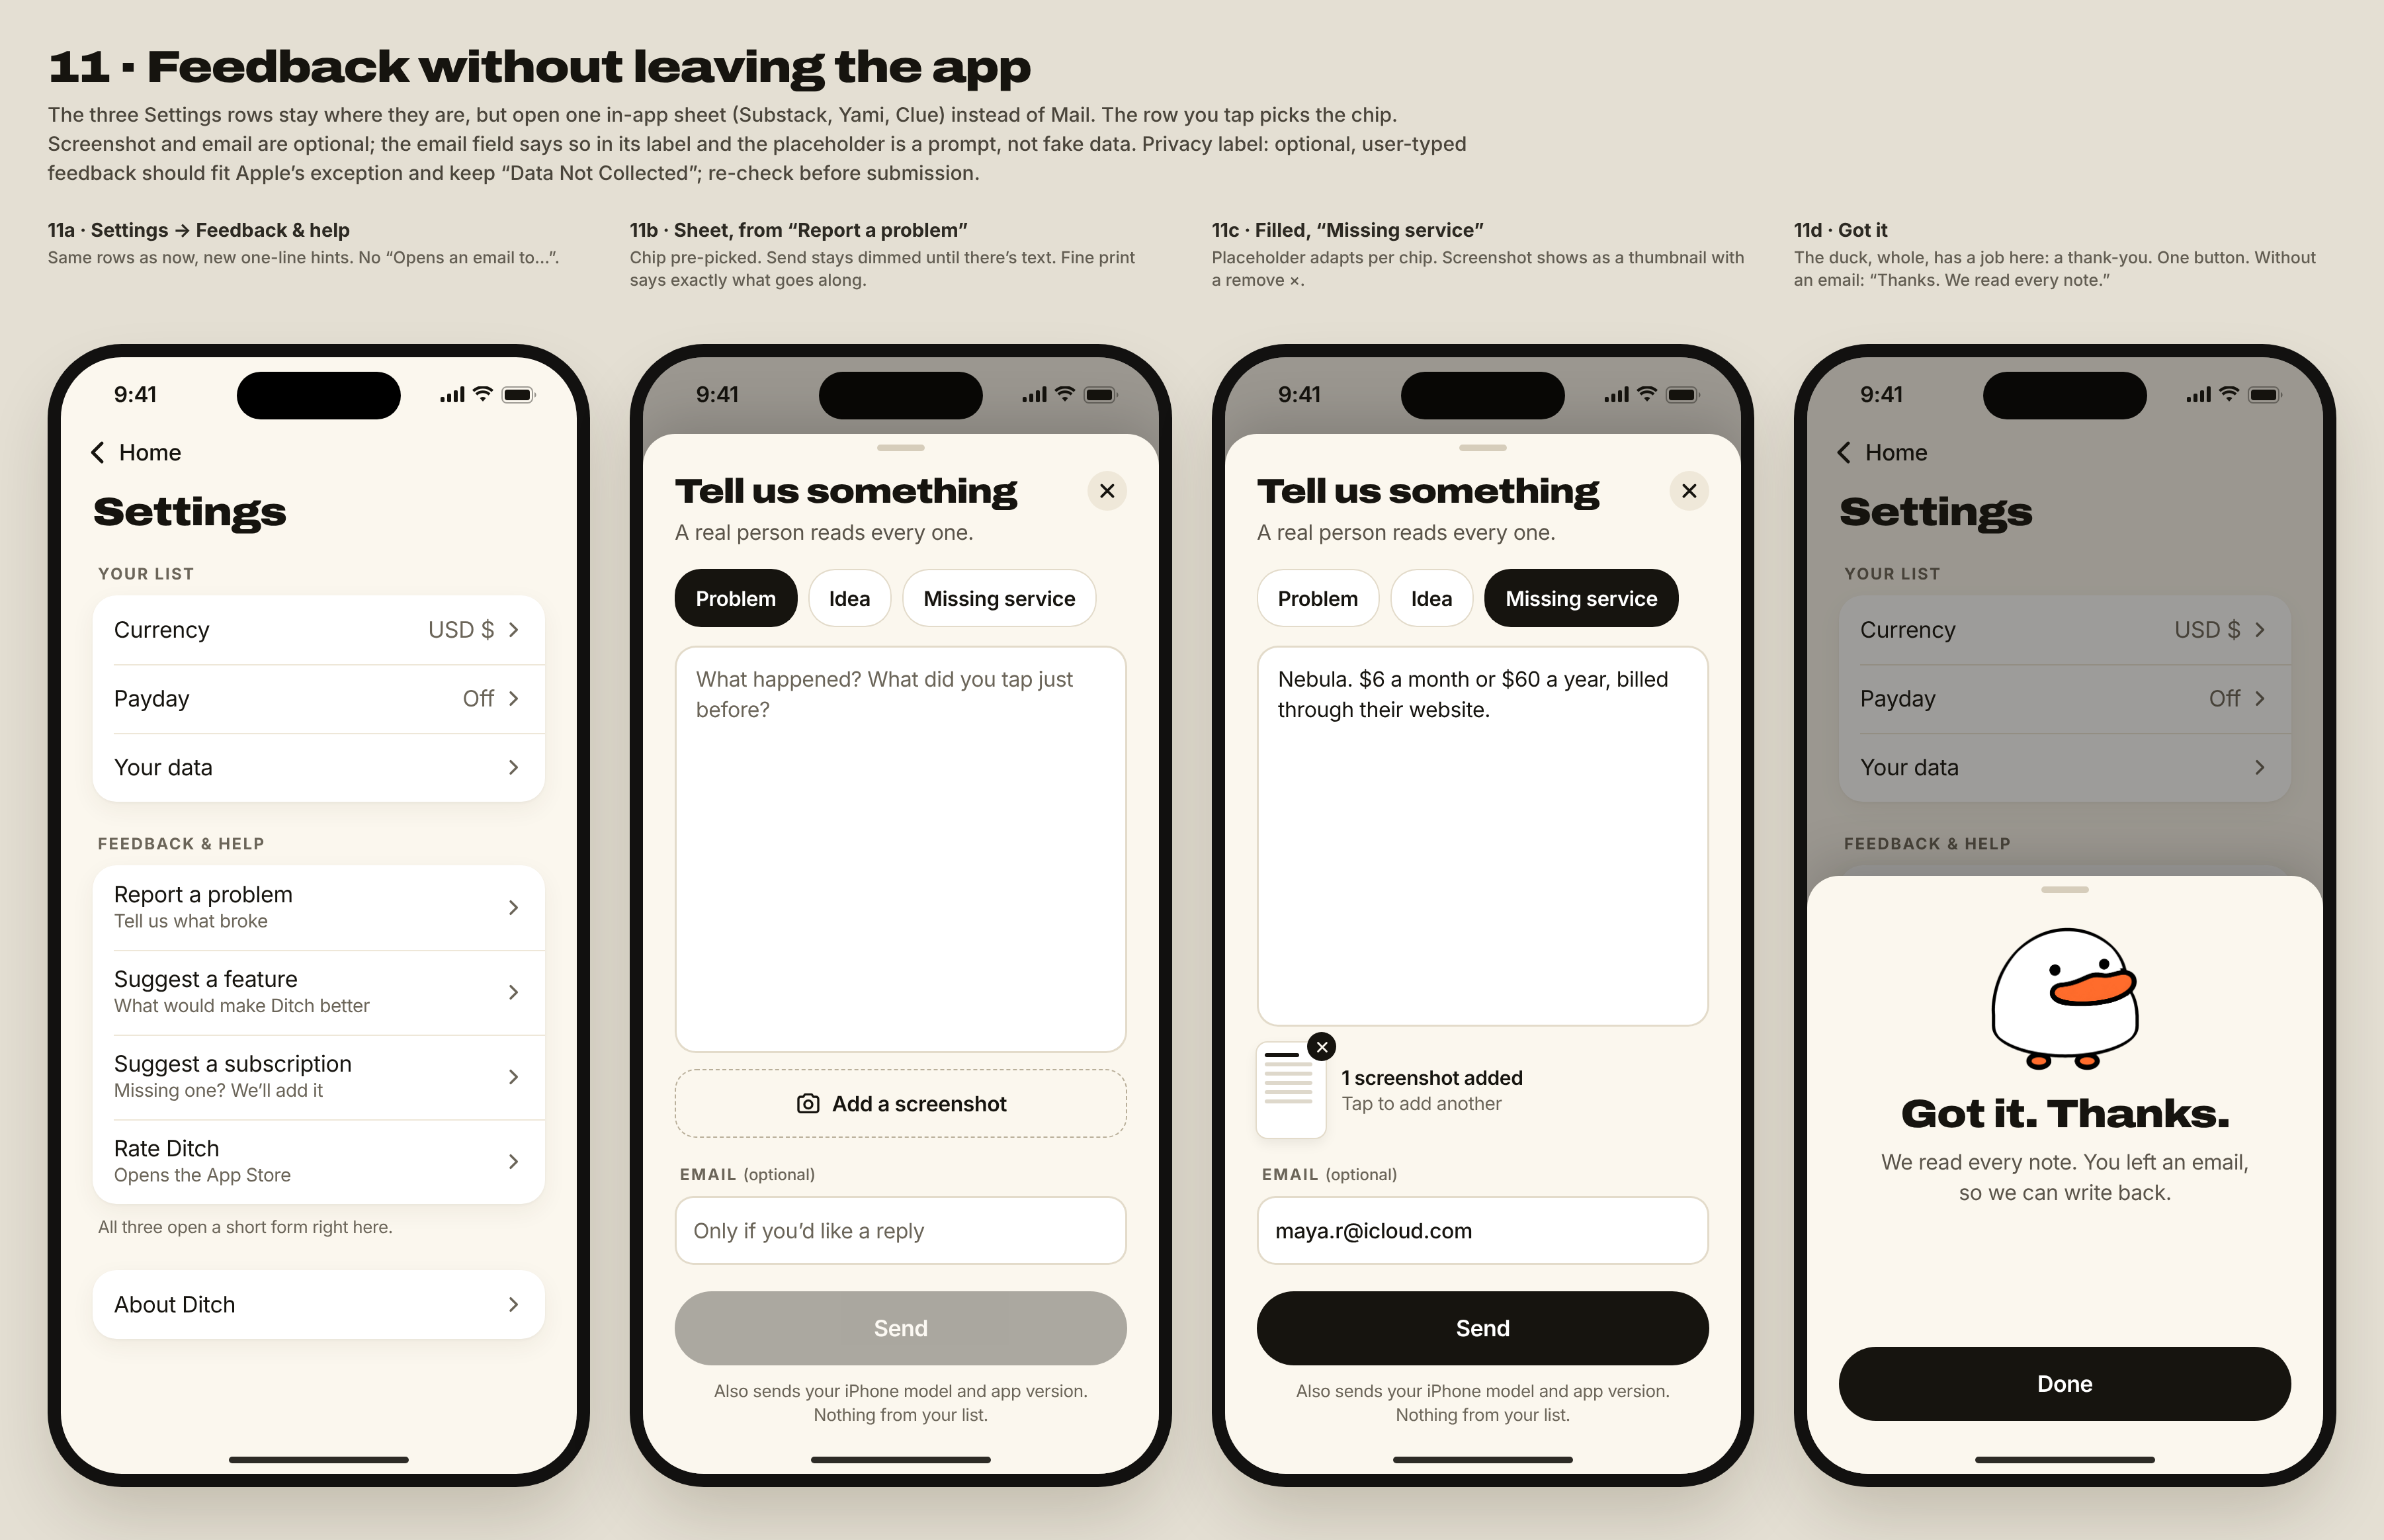 11 · Feedback without leaving the app
The three Settings rows stay where they are, but open one in-app sheet (Substack, Yami, Clue) instead of Mail. The row you tap picks the chip.
Screenshot and email are optional; the email field says so in its label and the placeholder is a prompt, not fake data. Privacy label: optional, user-typed
feedback should fit Apple’s exception and keep “Data Not Collected”; re-check before submission.
11a · Settings → Feedback & help
Same rows as now, new one-line hints. No “Opens an email to…”.
9:41
Home
Settings
YOUR LIST
Currency USD $
Payday Off
Your data
FEEDBACK & HELP
Report a problem
Tell us what broke
Suggest a feature
What would make Ditch better
Suggest a subscription
Missing one? We’ll add it
Rate Ditch
Opens the App Store
All three open a short form right here.
About Ditch
11b · Sheet, from “Report a problem”
Chip pre-picked. Send stays dimmed until there’s text. Fine print
says exactly what goes along.
9:41
Tell us something
A real person reads every one.
Problem Idea Missing service
What happened? What did you tap just
before?
Add a screenshot
EMAIL (optional)
Only if you’d like a reply
Send
Also sends your iPhone model and app version.
Nothing from your list.
11c · Filled, “Missing service”
Placeholder adapts per chip. Screenshot shows as a thumbnail with
a remove ×.
9:41
Tell us something
A real person reads every one.
Problem Idea Missing service
Nebula. $6 a month or $60 a year, billed
through their website.
1 screenshot added
Tap to add another
EMAIL (optional)
maya.r@icloud.com
Send
Also sends your iPhone model and app version.
Nothing from your list.
11d · Got it
The duck, whole, has a job here: a thank-you. One button. Without
an email: “Thanks. We read every note.”
9:41
Home
Settings
YOUR LIST
Currency USD $
Payday Off
Your data
FEEDBACK & HELP
Got it. Thanks.
We read every note. You left an email,
so we can write back.
Done